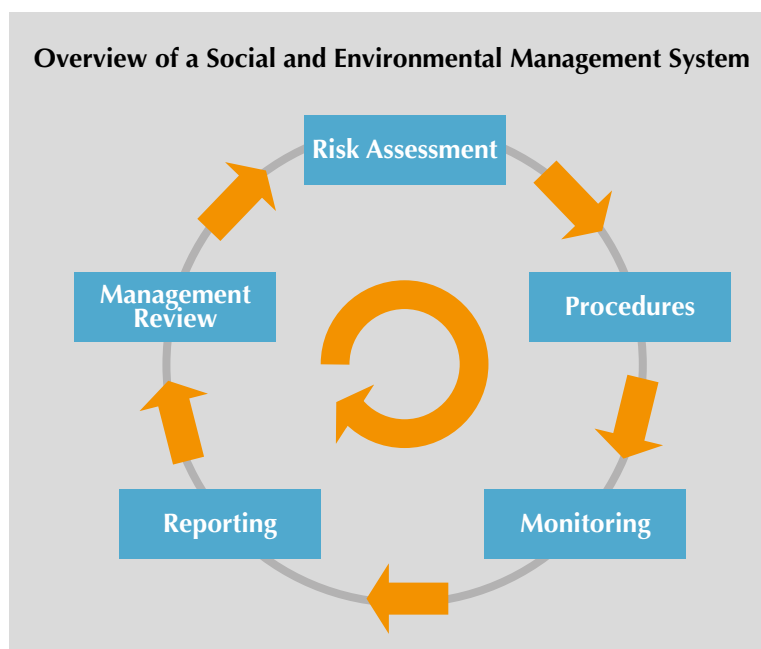 Overview of a Social and Environmental Management System
Risk Assessment
Procedures
Monitoring
Reporting
Management
Review